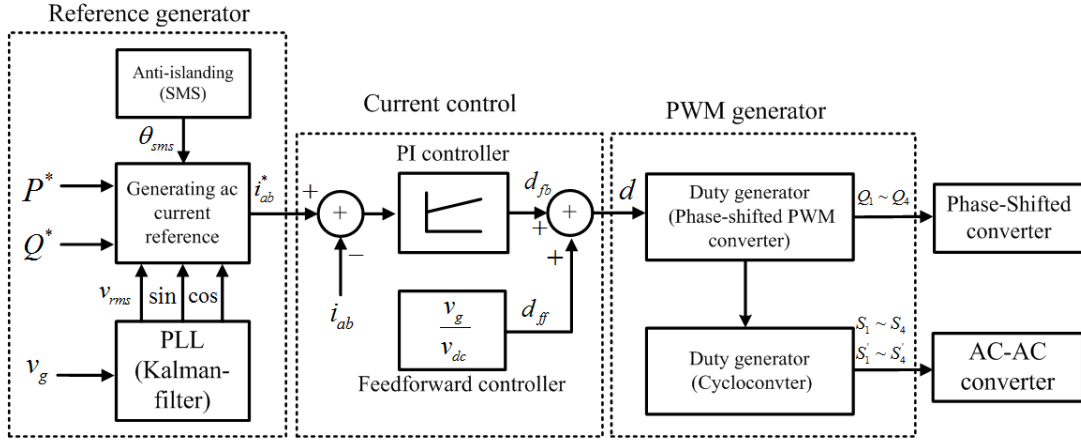 Reference generator
Anti-islanding
(SMS)
θsms
P*
Q*
Generating ac
current
reference
i*ab
vrms
sin
cos
vg
PLL
(Kalman-
filter)
Current control
PI controller
+
+
−
iab
dfb
+
+
+
dff
vg
vdc
Feedforward controller
PWM generator
d
Duty generator
(Phase-shifted PWM
converter)
Q1 ~ Q4
Phase-Shifted
converter
Duty generator
(Cycloconvter)
S1 ~ S4
S'1 ~ S'4
AC-AC
converter